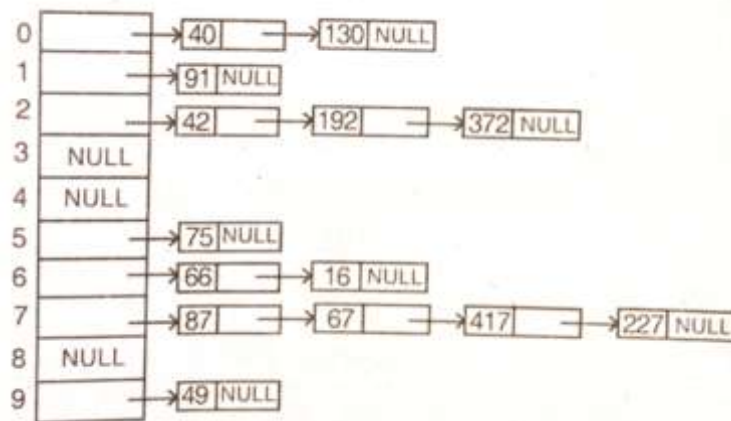 0 40 130 NULL
1 91 NULL
2 42 192 372 NULL
3 NULL
4 NULL
5 75 NULL
6 66 16 NULL
7 87 67 417 227 NULL
8 NULL
9 49 NULL